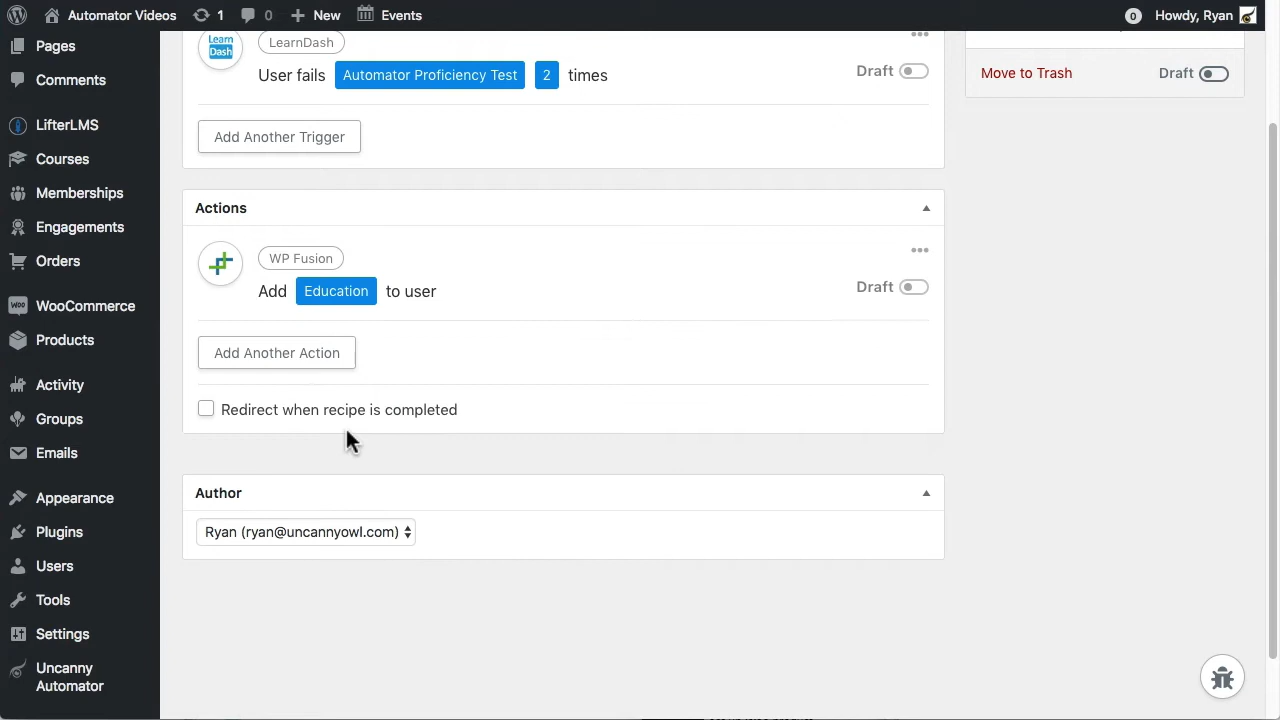 Automator Videos 1 0 New Events 0 Howdy, Ryan
Pages
Comments
LifterLMS
Courses
Memberships
Engagements
Orders
WOO WooCommerce
Products
Activity
Groups
Emails
Appearance
Plugins
Users
Tools
Settings
Uncanny
Automator
Learn
Dash
LearnDash
User fails Automator Proficiency Test 2 times
Draft
Add Another Trigger
Actions
WP Fusion
Add Education to user
Draft
Add Another Action
Redirect when recipe is completed
Author
Ryan (ryan@uncannyowl.com)
Move to Trash Draft